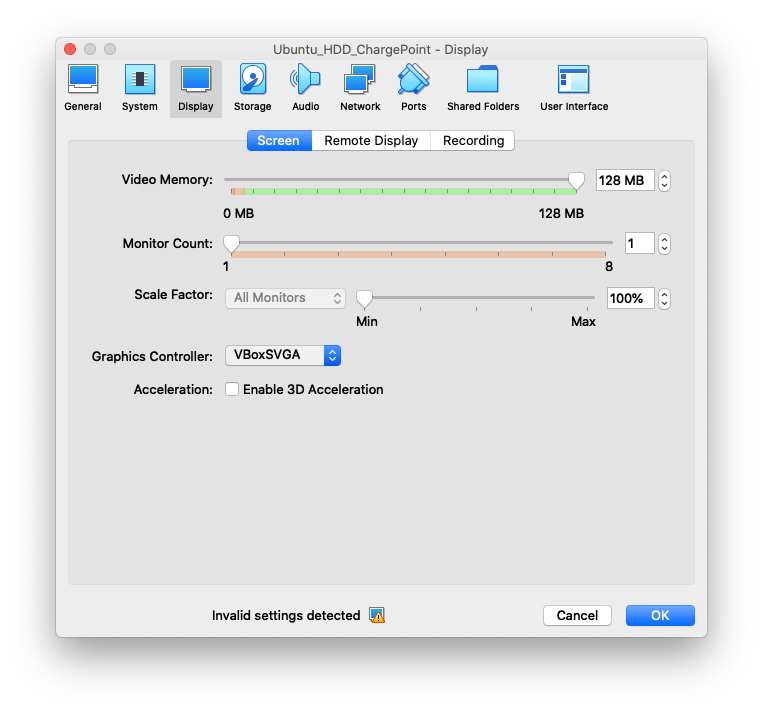 Ubuntu_HDD_ChargePoint - Display
General System Display Storage Audio Network Ports Shared Folders User Interface
Screen Remote Display Recording
Video Memory: 128 MB
0 MB 128 MB
Monitor Count: 1
1 8
Scale Factor: All Monitors 100%
Min Max
Graphics Controller: VBoxSVGA
Acceleration: Enable 3D Acceleration
Invalid settings detected Cancel OK